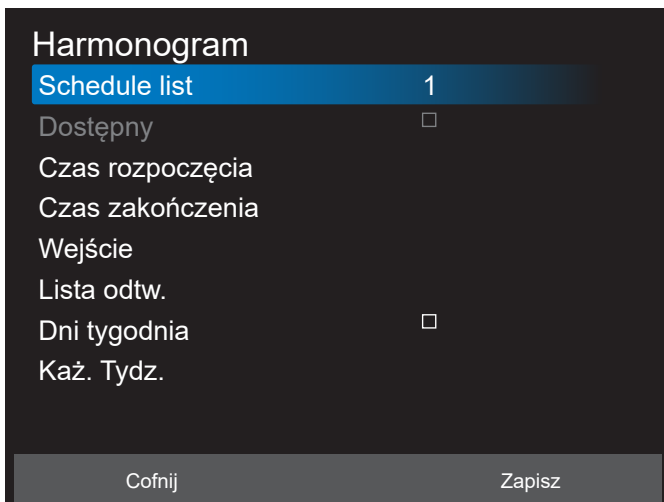 Harmonogram
Schedule list 1
Dostępny
Czas rozpoczęcia
Czas zakończenia
Wejście
Lista odtw.
Dni tygodnia
Każ. Tydz.
Cofnij Zapisz